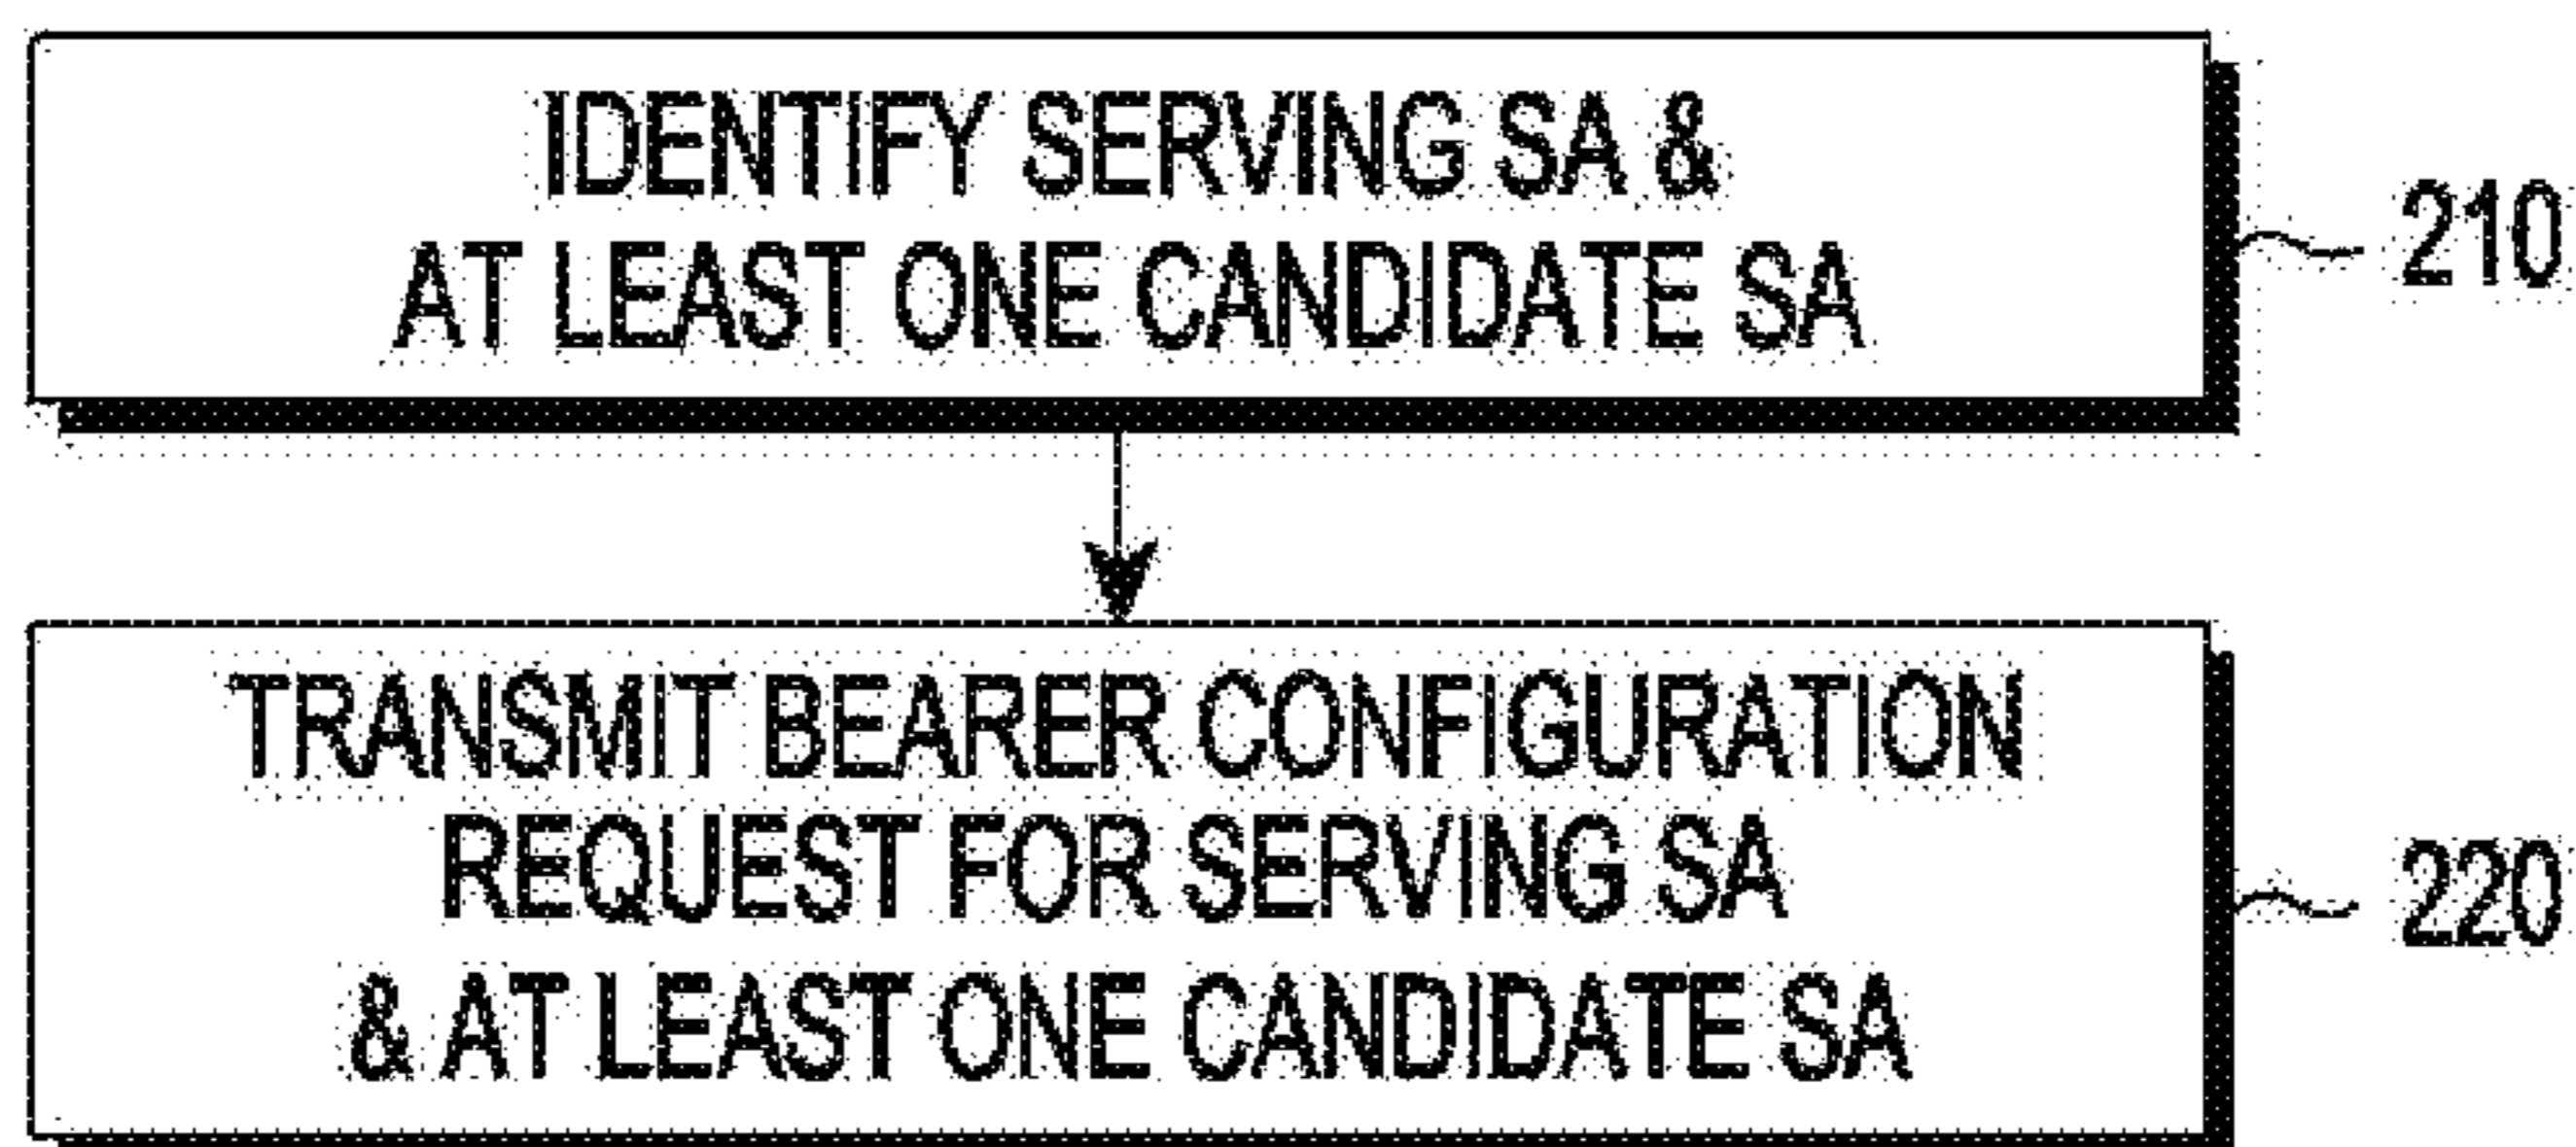 IDENTIFY SERVING SA &
AT LEAST ONE CANDIDATE SA
210
TRANSMIT BEARER CONFIGURATION
REQUEST FOR SERVING SA
& AT LEAST ONE CANDIDATE SA
220